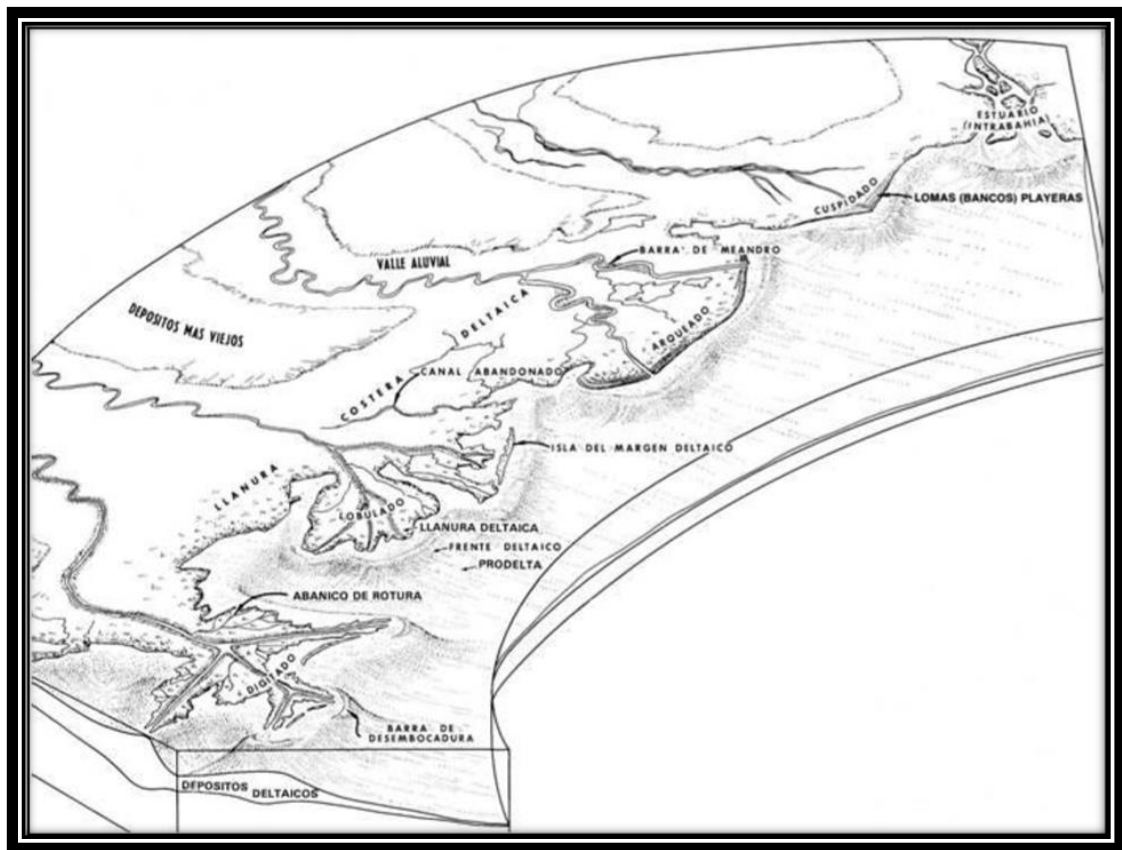 ESTUARIO
(INTRABAHIA)
CUSPIDADO
LOMAS (BANCOS) PLAYERAS
BARRA DE MEANDRO
VALLE ALUVIAL
DEPOSITOS MAS VIEJOS
ARQUEADO
LLANURA COSTERA DELTAICA
CANAL ABANDONADO
ISLA DEL MARGEN DELTAICO
LOBULADO
LLANURA DELTAICA
FRENTE DELTAICO
PRODELTA
ABANICO DE ROTURA
DIGITADO
BARRA DE
DESEMBOCADURA
DEPOSITOS DELTAICOS